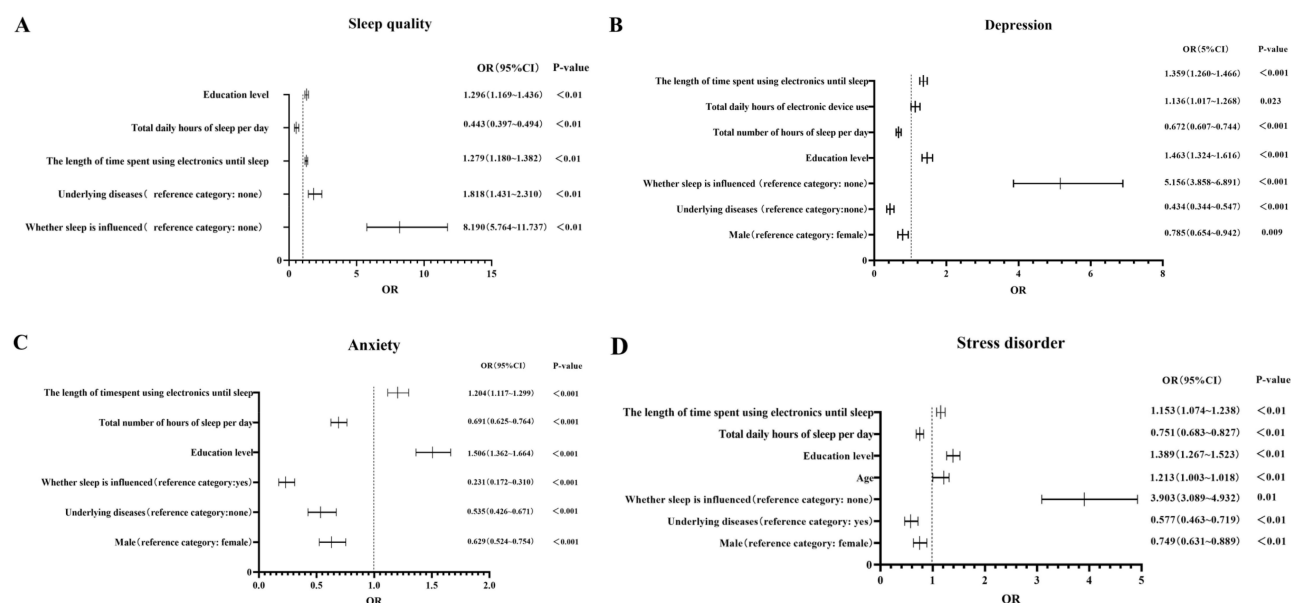 A
Sleep quality
OR(95%CI) P-value
Education level 1.296(1.169~1.436) <0.01
Total daily hours of sleep per day 0.443(0.397~0.494) <0.01
The length of time spent using electronics until sleep 1.279(1.180~1.382) <0.01
Underlying diseases( reference category: none) 1.818(1.431~2.310) <0.01
Whether sleep is influenced( reference category: none) 8.190(5.764~11.737) <0.01
0 5 10 15
OR
B
Depression
OR(5%CI) P-value
The length of time spent using electronics until sleep 1.359(1.260~1.466) <0.001
Total daily hours of electronic device use 1.136(1.017~1.268) 0.023
Total number of hours of sleep per day 0.672(0.607~0.744) <0.001
Education level 1.463(1.324~1.616) <0.001
Whether sleep is influenced (reference category: none) 5.156(3.858~6.891) <0.001
Underlying diseases (reference category:none) 0.434(0.344~0.547) <0.001
Male(reference category: female) 0.785(0.654~0.942) 0.009
0 2 4 6 8
OR
C
Anxiety
OR(95%CI) P-value
The length of timespent using electronics until sleep 1.204(1.117~1.299) <0.001
Total number of hours of sleep per day 0.691(0.625~0.764) <0.001
Education level 1.506(1.362~1.664) <0.001
Whether sleep is influenced(reference category:yes) 0.231(0.172~0.310) <0.001
Underlying diseases(reference category:none) 0.535(0.426~0.671) <0.001
Male(reference category: female) 0.629(0.524~0.754) <0.001
0.0 0.5 1.0 1.5 2.0
OR
D
Stress disorder
OR(95%CI) P-value
The length of time spent using electronics until sleep 1.153(1.074~1.238) <0.01
Total daily hours of sleep per day 0.751(0.683~0.827) <0.01
Education level 1.389(1.267~1.523) <0.01
Age 1.213(1.003~1.018) <0.01
Whether sleep is influenced(reference category: none) 3.903(3.089~4.932) 0.01
Underlying diseases(reference category: yes) 0.577(0.463~0.719) <0.01
Male(reference category: female) 0.749(0.631~0.889) <0.01
0 1 2 3 4 5
OR